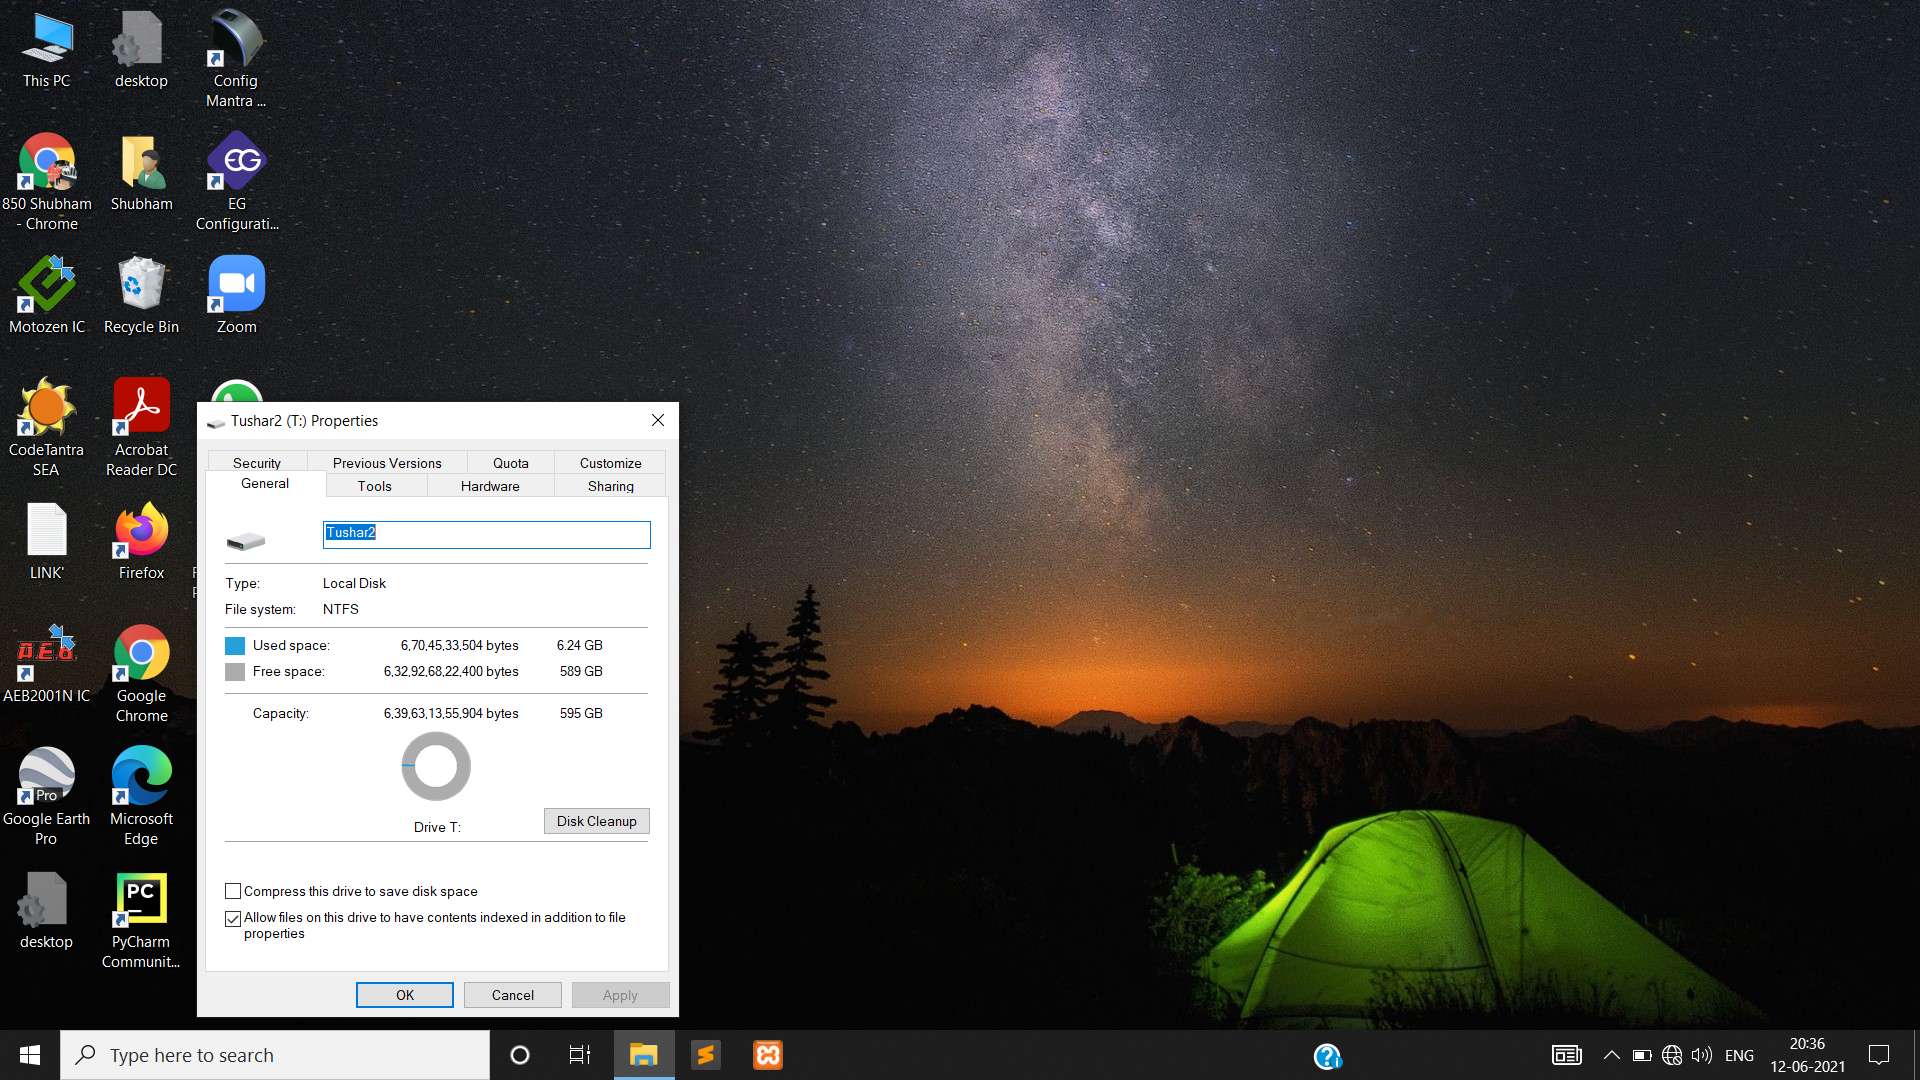 This PC
desktop
Config
Mantra ...
850 Shubham
- Chrome
Shubham
EG
EG
Configurati...
Motozen IC
Recycle Bin
Zoom
CodeTantra
SEA
Acrobat
Reader DC
LINK'
Firefox
A.E.B.
AEB2001N IC
Google
Chrome
Pro
Google Earth
Pro
Microsoft
Edge
desktop
PC
PyCharm
Communit...
Tushar2 (T:) Properties
Security
Previous Versions
Quota
Customize
General
Tools
Hardware
Sharing
Tushar2
Type:
Local Disk
File system:
NTFS
Used space:
6,70,45,33,504 bytes
6.24 GB
Free space:
6,32,92,68,22,400 bytes
589 GB
Capacity:
6,39,63,13,55,904 bytes
595 GB
Drive T:
Disk Cleanup
Compress this drive to save disk space
Allow files on this drive to have contents indexed in addition to file
properties
OK
Cancel
Apply
Type here to search
ENG
20:36
12-06-2021